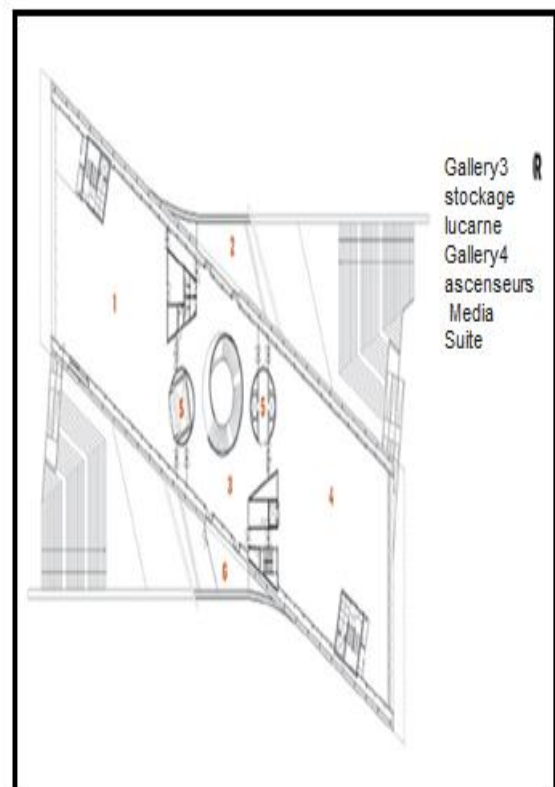 Gallery3 R
stockage
lucarne
Gallery4
ascenseurs
Media
Suite
2
1
5
5
3
4
6